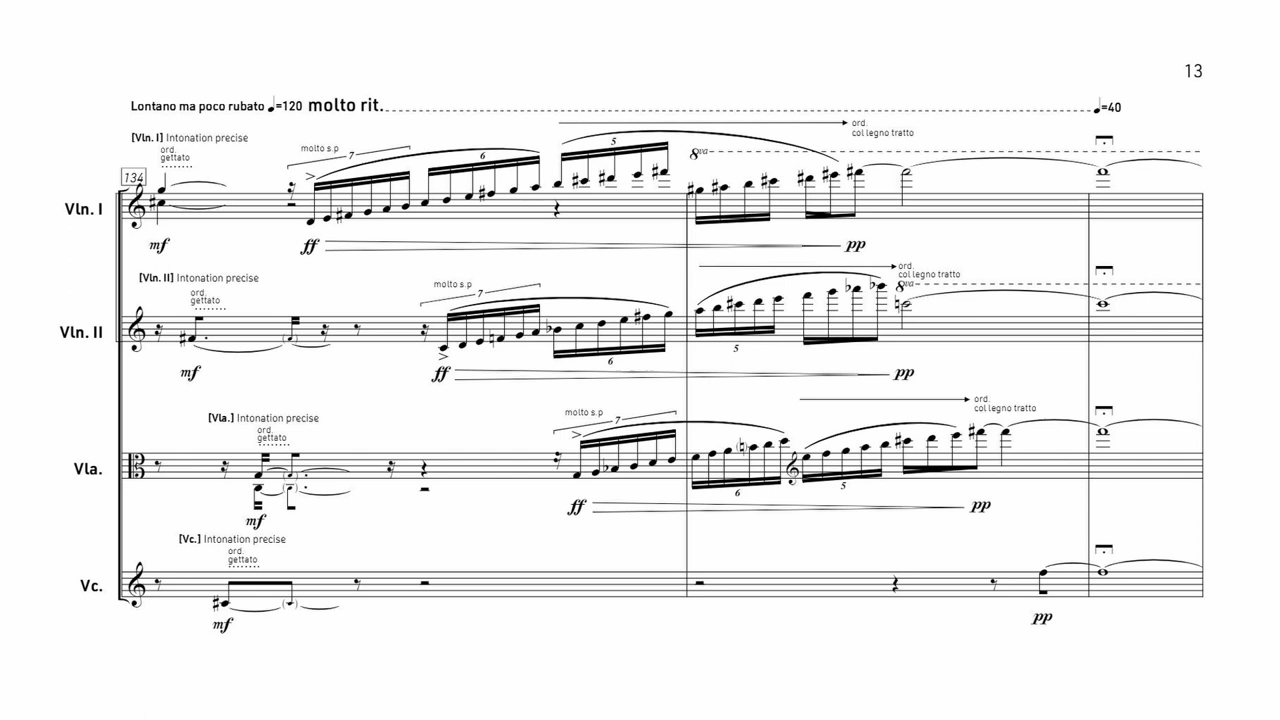 13
Lontano ma poco rubato ♩=120 molto rit. ♩=40
[Vln. I] Intonation precise
ord.
gettato
molto s.p
7
6
5
ord.
col legno tratto
8va
134
Vln. I
mf
ff
pp
[Vln. II] Intonation precise
ord.
gettato
molto s.p
7
6
5
ord.
col legno tratto
8va
Vln. II
mf
ff
pp
[Vla.] Intonation precise
ord.
gettato
molto s.p
7
6
5
ord.
col legno tratto
Vla.
mf
ff
pp
[Vc.] Intonation precise
ord.
gettato
Vc.
mf
pp